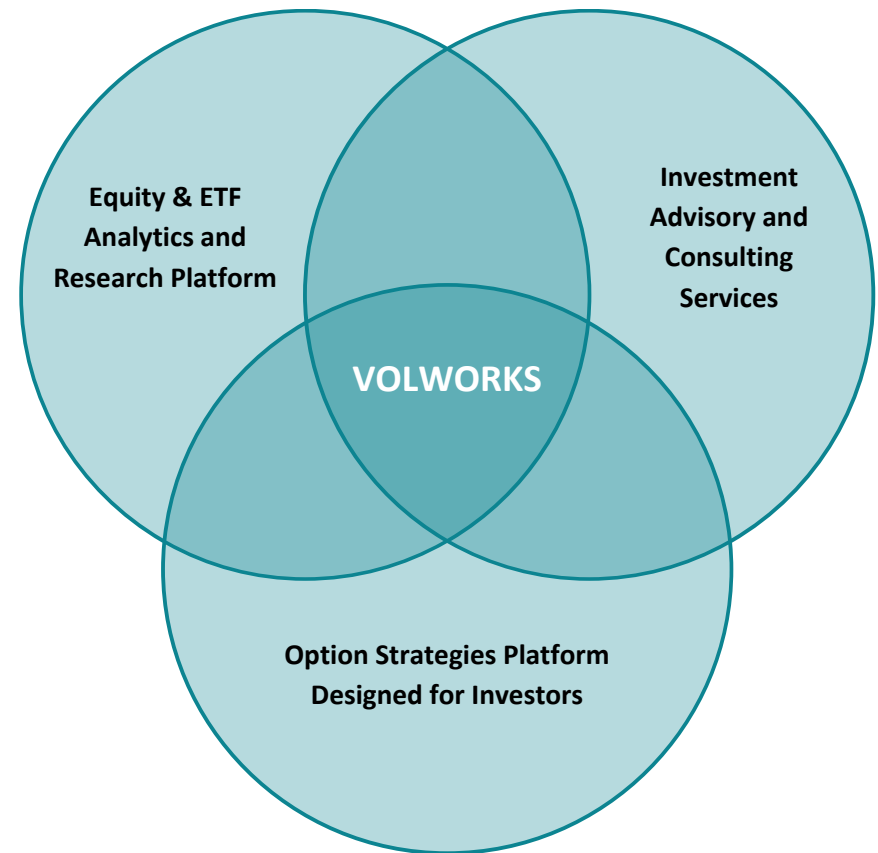 Equity & ETF
Analytics and
Research Platform
Investment
Advisory and
Consulting
Services
VOLWORKS
Option Strategies Platform
Designed for Investors